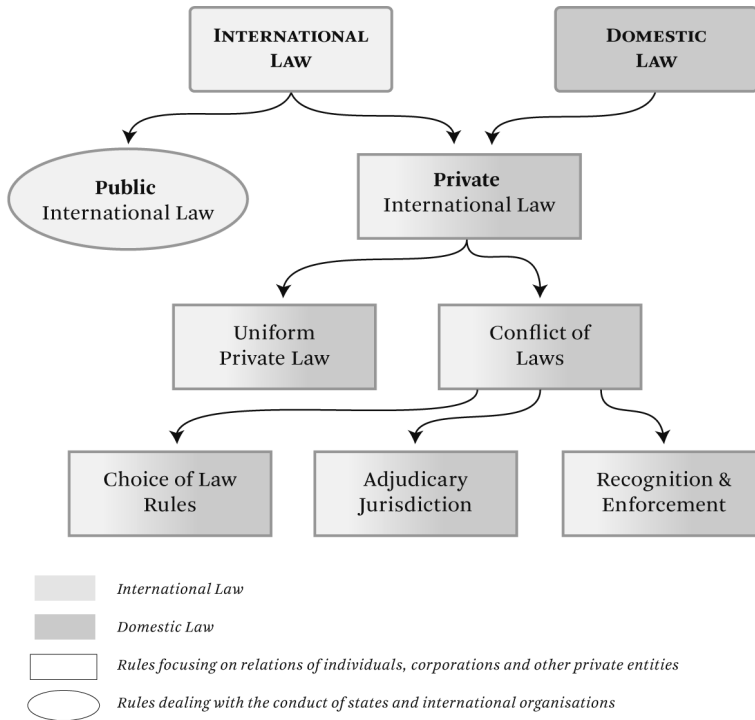 INTERNATIONAL
LAW
DOMESTIC
LAW
Public
International Law
Private
International Law
Uniform
Private Law
Conflict of
Laws
Choice of Law
Rules
Adjudicary
Jurisdiction
Recognition &
Enforcement
International Law
Domestic Law
Rules focusing on relations of individuals, corporations and other private entities
Rules dealing with the conduct of states and international organisations